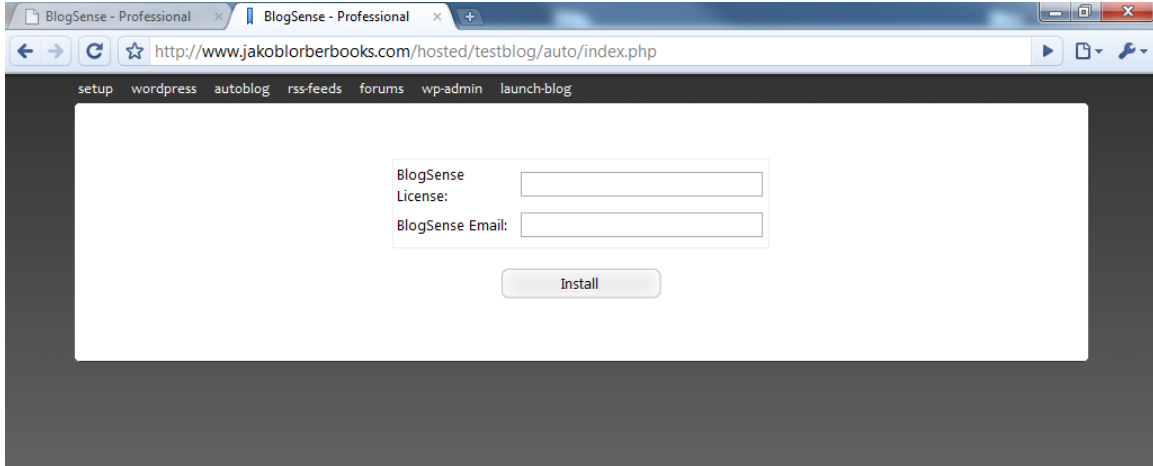 BlogSense - Professional
BlogSense - Professional
http://www.jakoblorberbooks.com/hosted/testblog/auto/index.php
setup wordpress autoblog rss-feeds forums wp-admin launch-blog
BlogSense
License:
BlogSense Email:
Install